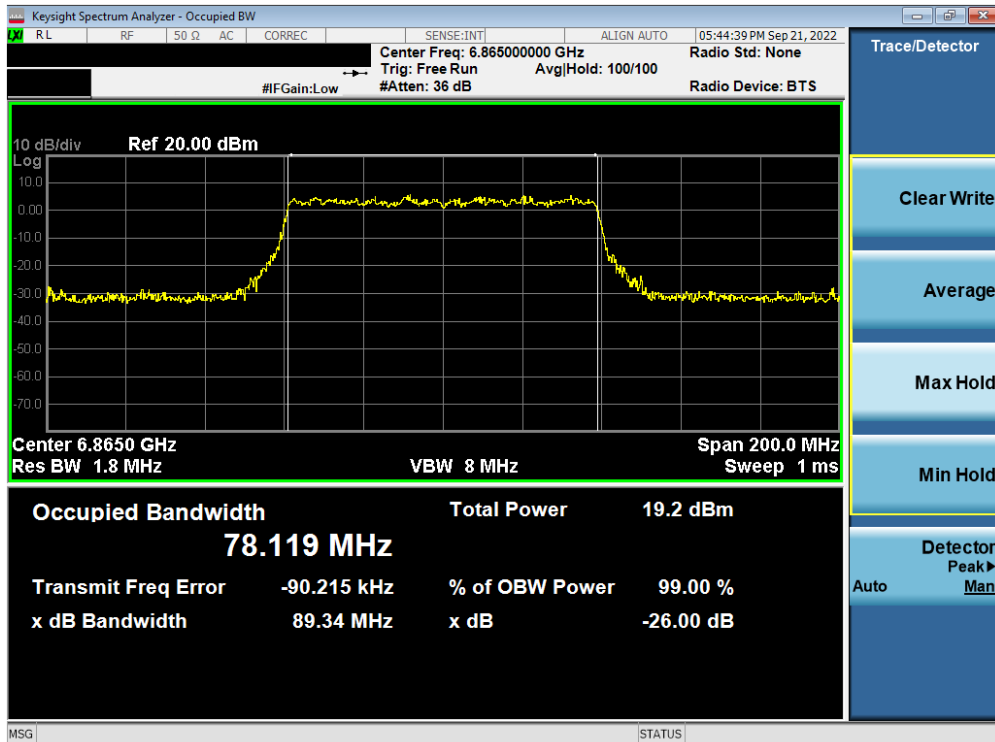 Keysight Spectrum Analyzer - Occupied BW
LXI RL RF 50 Ω AC CORREC SENSE:INT ALIGN AUTO 05:44:39 PM Sep 21, 2022
Center Freq: 6.865000000 GHz Radio Std: None
Trig: Free Run Avg|Hold: 100/100
#IFGain:Low #Atten: 36 dB Radio Device: BTS
Trace/Detector
10 dB/div Ref 20.00 dBm
Log
10.0
0.00
-10.0
-20.0
-30.0
-40.0
-50.0
-60.0
-70.0
Center 6.8650 GHz Span 200.0 MHz
Res BW 1.8 MHz VBW 8 MHz Sweep 1 ms
Clear Write
Average
Max Hold
Min Hold
Detector
Peak▶
Auto Man
Occupied Bandwidth Total Power 19.2 dBm
78.119 MHz
Transmit Freq Error -90.215 kHz % of OBW Power 99.00 %
x dB Bandwidth 89.34 MHz x dB -26.00 dB
MSG STATUS